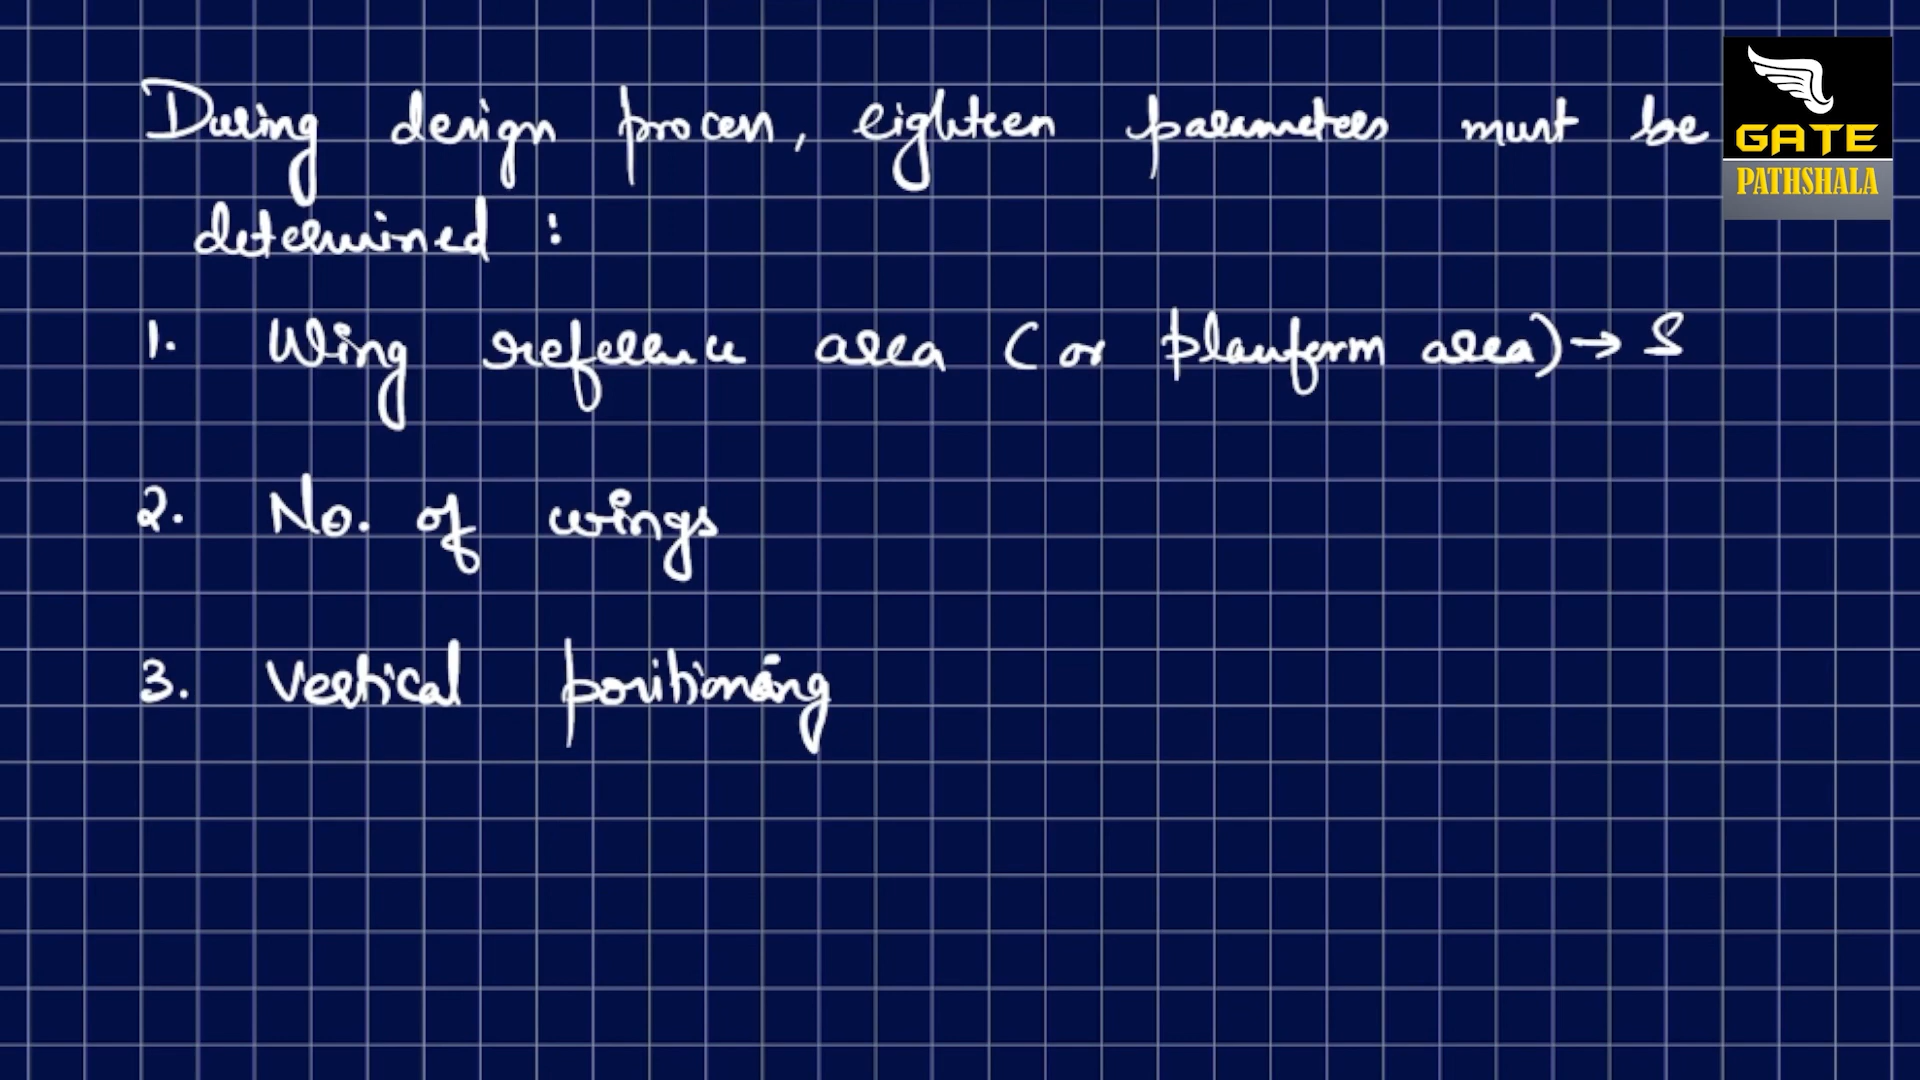 During design process, eighteen parameters must be
determined :
1. Wing reference area (or planform area) → S
2. No. of wings
3. Vertical positioning
GATE
PATHSHALA